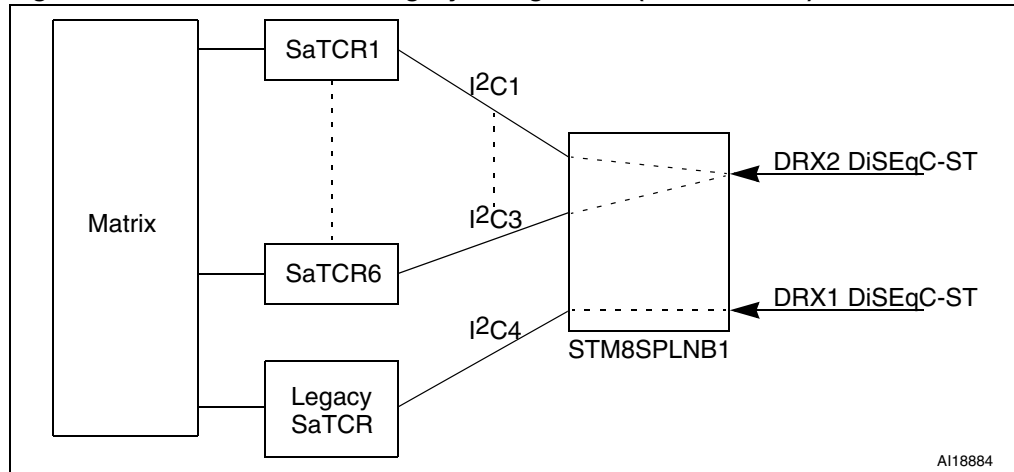 SaTCR1
I2C1
DRX2 DiSEqC-ST
Matrix
I2C3
SaTCR6
DRX1 DiSEqC-ST
I2C4
STM8SPLNB1
Legacy
SaTCR
AI18884